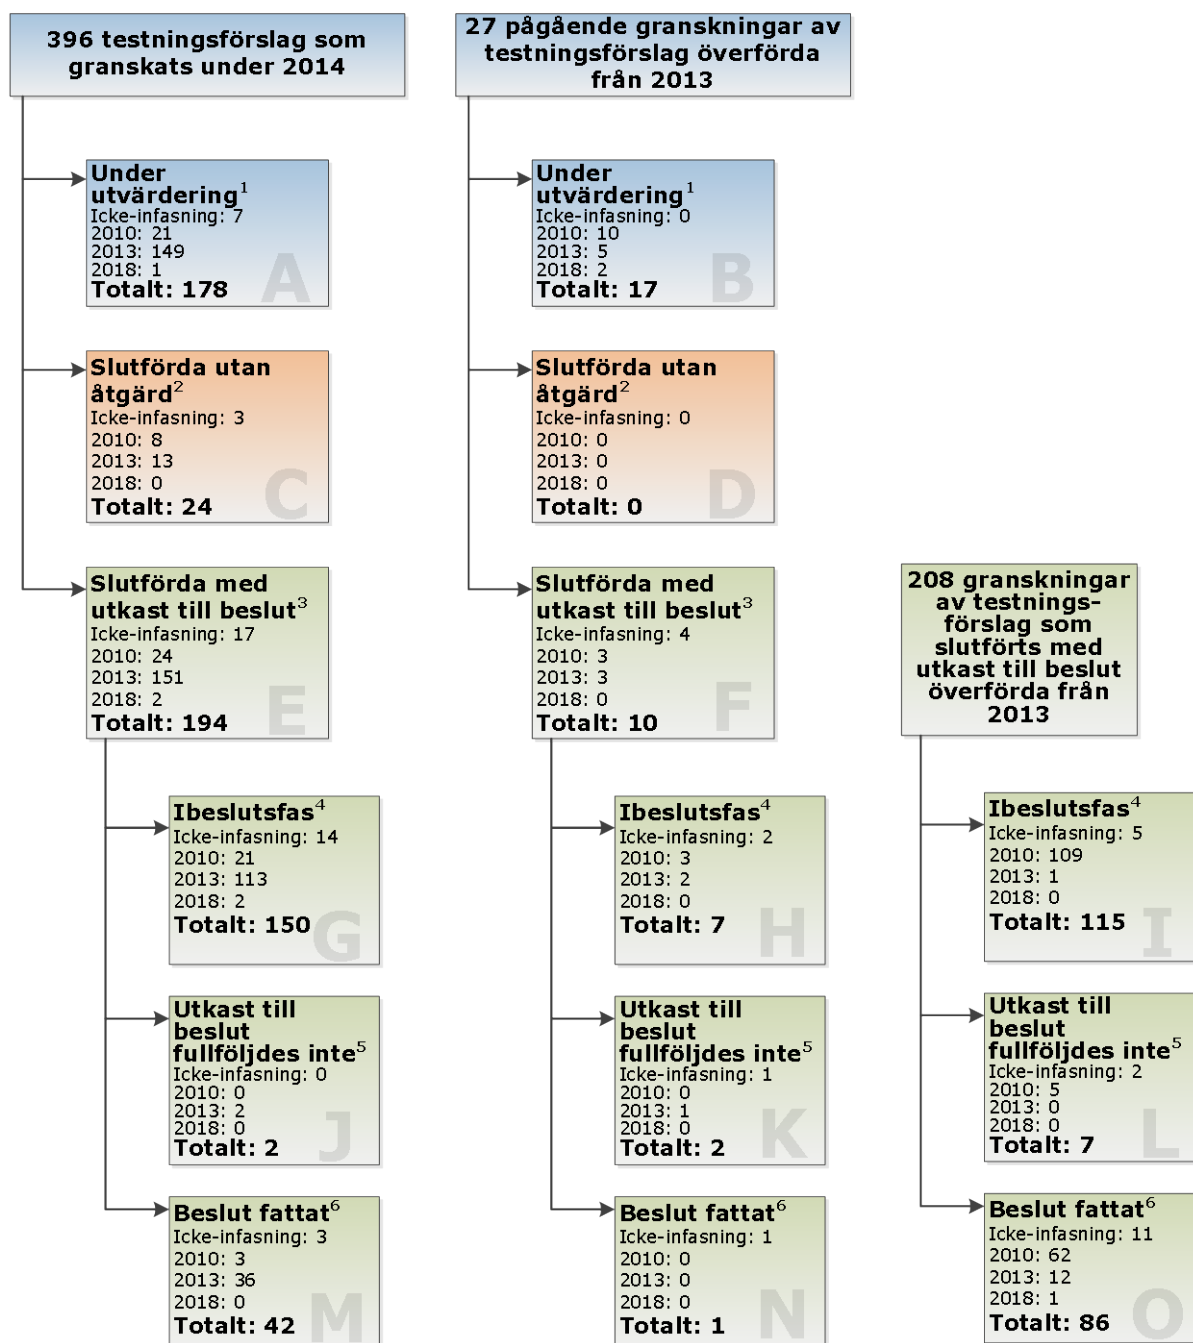 396 testningsförslag som
granskats under 2014
27 pågående granskningar av
testningsförslag överförda
från 2013
Under
utvärdering¹
Icke-infasning: 7
2010: 21
2013: 149
2018: 1
Totalt: 178
A
Under
utvärdering¹
Icke-infasning: 0
2010: 10
2013: 5
2018: 2
Totalt: 17
B
Slutförda utan
åtgärd²
Icke-infasning: 3
2010: 8
2013: 13
2018: 0
Totalt: 24
C
Slutförda utan
åtgärd²
Icke-infasning: 0
2010: 0
2013: 0
2018: 0
Totalt: 0
D
Slutförda med
utkast till beslut³
Icke-infasning: 17
2010: 24
2013: 151
2018: 2
Totalt: 194
E
Slutförda med
utkast till beslut³
Icke-infasning: 4
2010: 3
2013: 3
2018: 0
Totalt: 10
F
208 granskningar
av testnings-
förslag som
slutförts med
utkast till beslut
överförda från
2013
Ibeslutsfas⁴
Icke-infasning: 14
2010: 21
2013: 113
2018: 2
Totalt: 150
G
Ibeslutsfas⁴
Icke-infasning: 2
2010: 3
2013: 2
2018: 0
Totalt: 7
H
Ibeslutsfas⁴
Icke-infasning: 5
2010: 109
2013: 1
2018: 0
Totalt: 115
I
Utkast till
beslut
fullföljdes inte⁵
Icke-infasning: 0
2010: 0
2013: 2
2018: 0
Totalt: 2
J
Utkast till
beslut
fullföljdes inte⁵
Icke-infasning: 1
2010: 0
2013: 1
2018: 0
Totalt: 2
K
Utkast till
beslut
fullföljdes inte⁵
Icke-infasning: 2
2010: 5
2013: 0
2018: 0
Totalt: 7
L
Beslut fattat⁶
Icke-infasning: 3
2010: 3
2013: 36
2018: 0
Totalt: 42
M
Beslut fattat⁶
Icke-infasning: 1
2010: 0
2013: 0
2018: 0
Totalt: 1
N
Beslut fattat⁶
Icke-infasning: 11
2010: 62
2013: 12
2018: 1
Totalt: 86
O